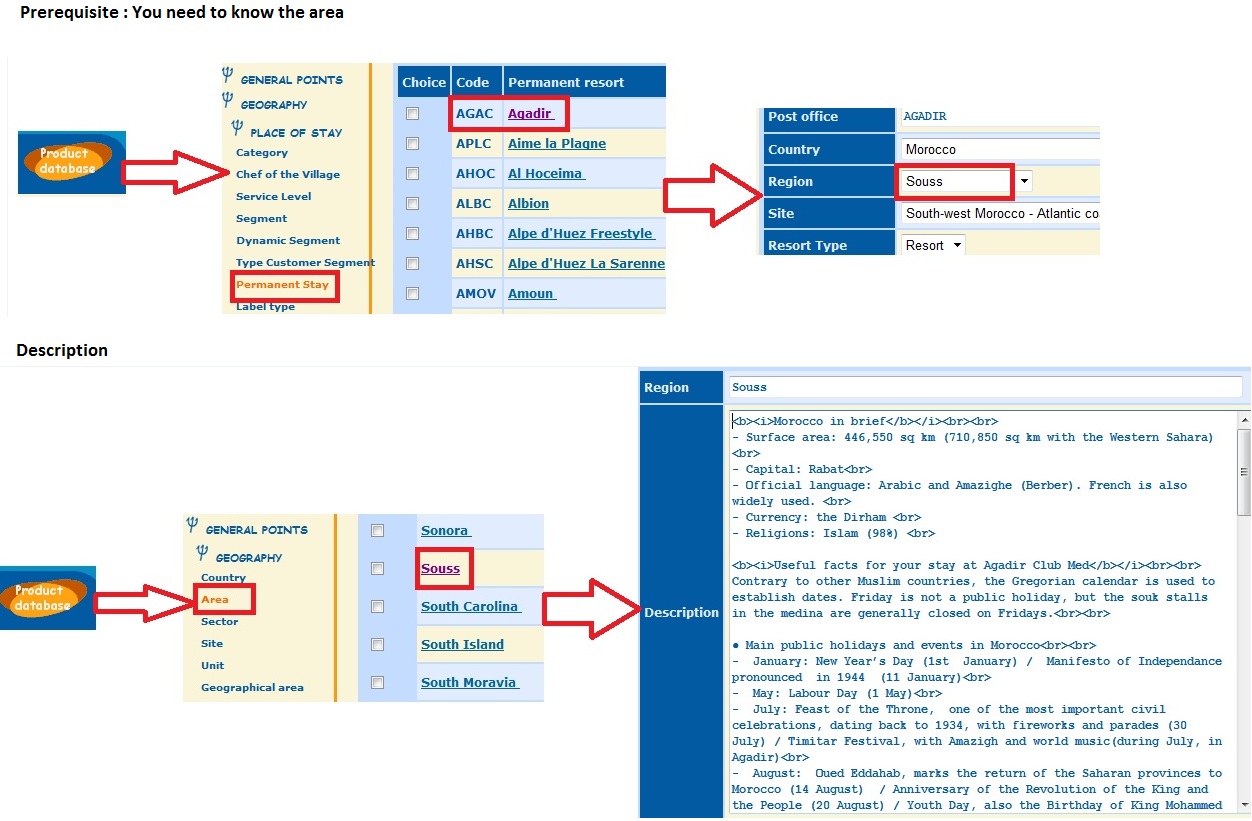 Prerequisite : You need to know the area
Product
database
GENERAL POINTS
GEOGRAPHY
PLACE OF STAY
Category
Chef of the Village
Service Level
Segment
Dynamic Segment
Type Customer Segment
Permanent Stay
Label type
Choice Code Permanent resort
AGAC Agadir
APLC Aime la Plagne
AHOC Al Hoceima
ALBC Albion
AHBC Alpe d'Huez Freestyle
AHSC Alpe d'Huez La Sarenne
AMOV Amoun
Post office AGADIR
Country Morocco
Region Souss
Site South-west Morocco - Atlantic co
Resort Type Resort
Description
Product
database
GENERAL POINTS
GEOGRAPHY
Country
Area
Sector
Site
Unit
Geographical area
Sonora
Souss
South Carolina
South Island
South Moravia
Region Souss
Description
<b><i>Morocco in brief</b></i><br><br>
- Surface area: 446,550 sq km (710,850 sq km with the Western Sahara)
<br>
- Capital: Rabat<br>
- Official language: Arabic and Amazighe (Berber). French is also
widely used. <br>
- Currency: the Dirham <br>
- Religions: Islam (98%) <br>
<b><i>Useful facts for your stay at Agadir Club Med</b></i><br><br>
Contrary to other Muslim countries, the Gregorian calendar is used to
establish dates. Friday is not a public holiday, but the souk stalls
in the medina are generally closed on Fridays.<br><br>
● Main public holidays and events in Morocco<br><br>
- January: New Year’s Day (1st January) / Manifesto of Independance
pronounced in 1944 (11 January)<br>
- May: Labour Day (1 May)<br>
- July: Feast of the Throne, one of the most important civil
celebrations, dating back to 1934, with fireworks and parades (30
July) / Timitar Festival, with Amazigh and world music(during July, in
Agadir)<br>
- August: Oued Eddahab, marks the return of the Saharan provinces to
Morocco (14 August) / Anniversary of the Revolution of the King and
the People (20 August) / Youth Day, also the Birthday of King Mohammed